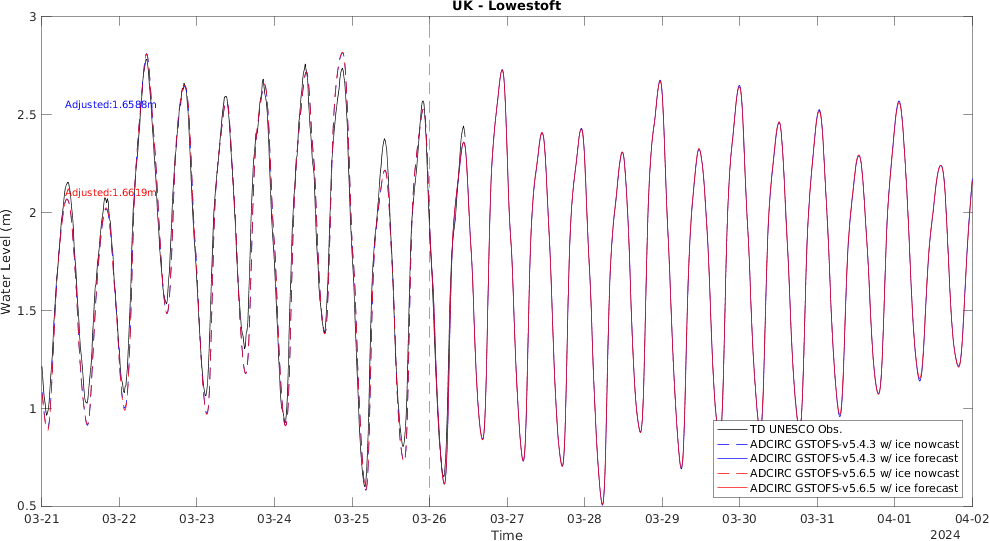 UK - Lowestoft
3
2.5
2
1.5
1
0.5
Water Level (m)
Adjusted:1.6588m
Adjusted:1.6619m
TD UNESCO Obs.
ADCIRC GSTOFS-v5.4.3 w/ ice nowcast
ADCIRC GSTOFS-v5.4.3 w/ ice forecast
ADCIRC GSTOFS-v5.6.5 w/ ice nowcast
ADCIRC GSTOFS-v5.6.5 w/ ice forecast
03-21 03-22 03-23 03-24 03-25 03-26 03-27 03-28 03-29 03-30 03-31 04-01 04-02
Time
2024